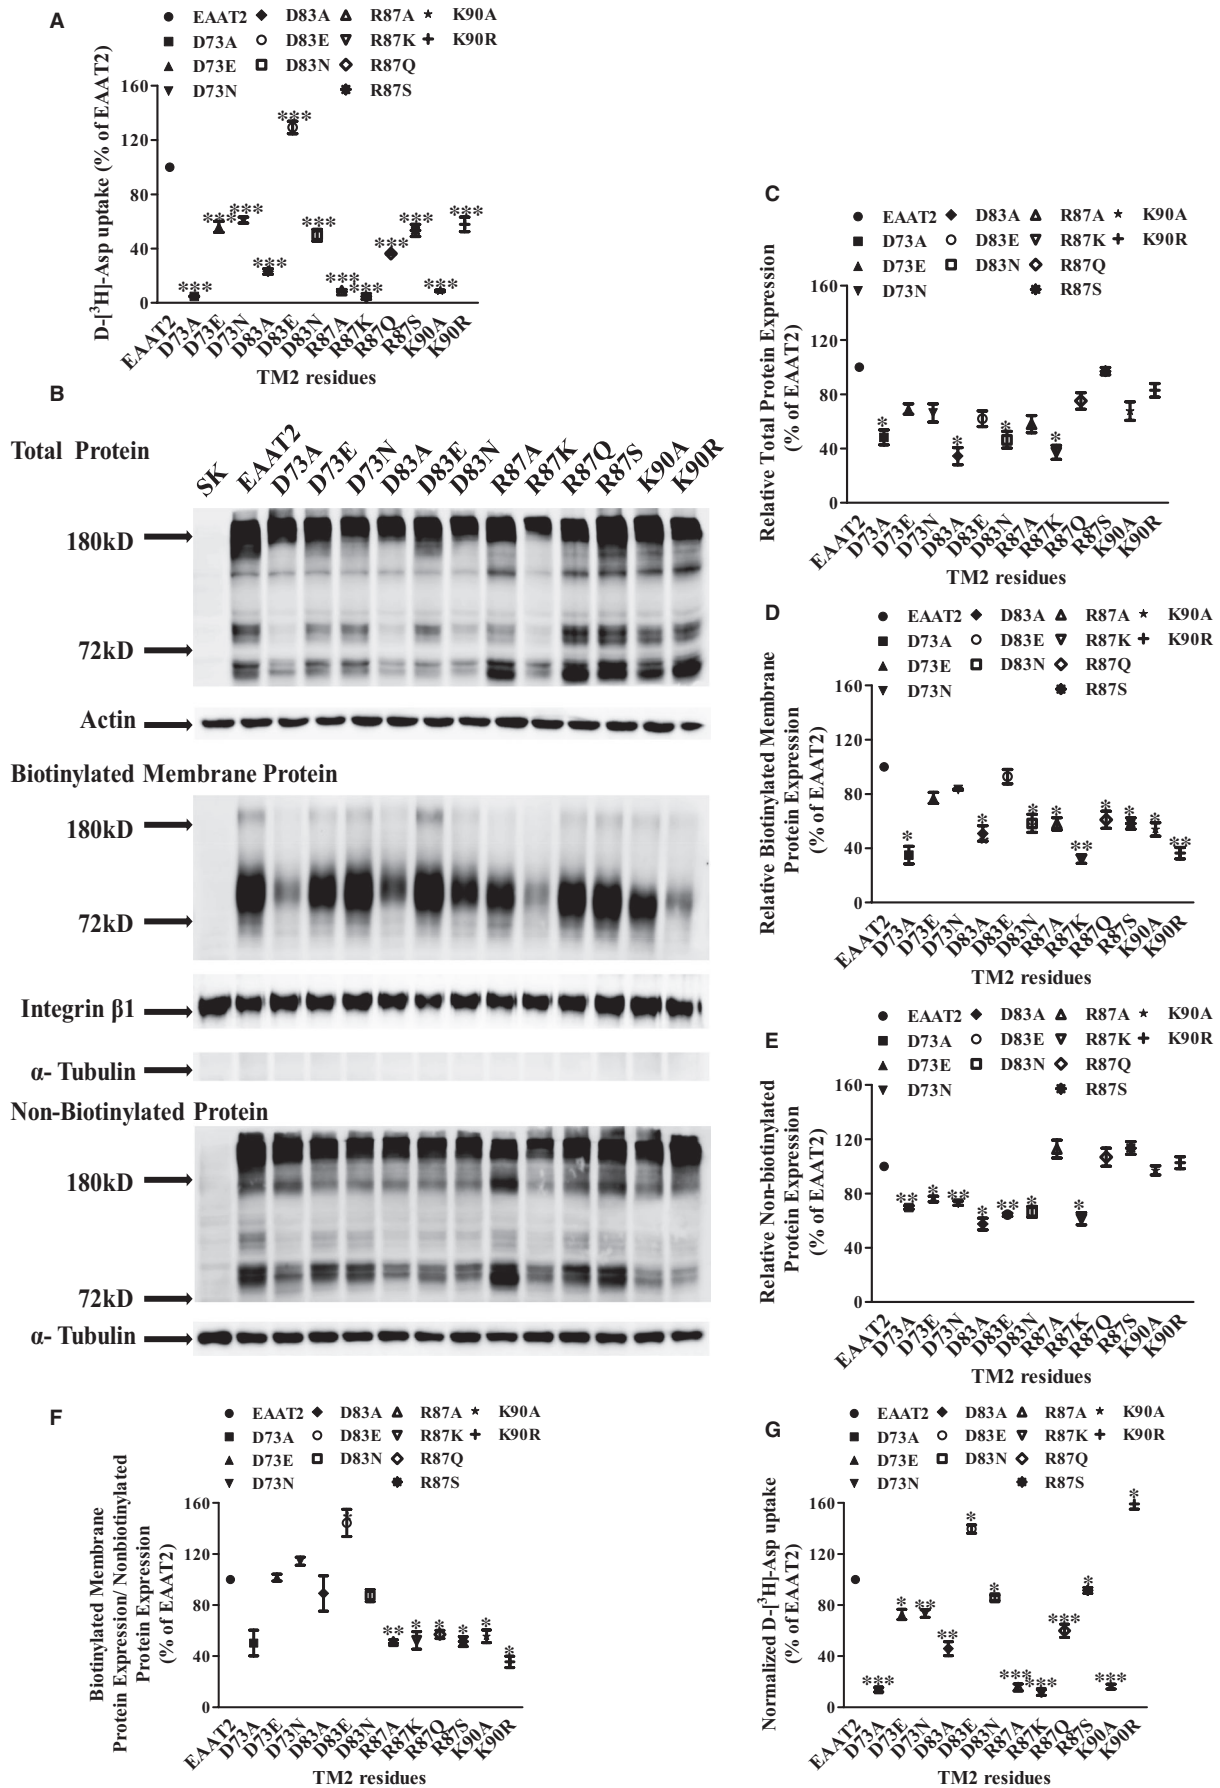 A
EAAT2 D83A R87A K90A
D73A D83E R87K K90R
D73E D83N R87Q
D73N R87S
D-[³H]-Asp uptake (% of EAAT2)
160
120
80
40
0
*** *** *** *** *** *** *** *** *** *** *** ***
EAAT2 D73A D73E D73N D83A D83E D83N R87A R87K R87Q R87S K90A K90R
TM2 residues
B
Total Protein
SK EAAT2 D73A D73E D73N D83A D83E D83N R87A R87K R87Q R87S K90A K90R
180kD
72kD
Actin
Biotinylated Membrane Protein
180kD
72kD
Integrin β1
α- Tubulin
Non-Biotinylated Protein
180kD
72kD
α- Tubulin
C
EAAT2 D83A R87A K90A
D73A D83E R87K K90R
D73E D83N R87Q
D73N R87S
Relative Total Protein Expression
(% of EAAT2)
160
120
80
40
0
* * * *
EAAT2 D73A D73E D73N D83A D83E D83N R87A R87K R87Q R87S K90A K90R
TM2 residues
D
EAAT2 D83A R87A K90A
D73A D83E R87K K90R
D73E D83N R87Q
D73N R87S
Relative Biotinylated Membrane
Protein Expression
(% of EAAT2)
160
120
80
40
0
* * * * ** * * * **
EAAT2 D73A D73E D73N D83A D83E D83N R87A R87K R87Q R87S K90A K90R
TM2 residues
E
EAAT2 D83A R87A K90A
D73A D83E R87K K90R
D73E D83N R87Q
D73N R87S
Relative Non-biotinylated
Protein Expression
(% of EAAT2)
160
120
80
40
0
** * ** * ** * *
EAAT2 D73A D73E D73N D83A D83E D83N R87A R87K R87Q R87S K90A K90R
TM2 residues
F
EAAT2 D83A R87A K90A
D73A D83E R87K K90R
D73E D83N R87Q
D73N R87S
Biotinylated Membrane
Protein Expression/ Nonbiotinylated
Protein Expression
(% of EAAT2)
160
120
80
40
0
** * * * * *
EAAT2 D73A D73E D73N D83A D83E D83N R87A R87K R87Q R87S K90A K90R
TM2 residues
G
EAAT2 D83A R87A K90A
D73A D83E R87K K90R
D73E D83N R87Q
D73N R87S
Normalized D-[³H]-Asp uptake
(% of EAAT2)
160
120
80
40
0
*** * ** ** * * *** *** *** * *** *
EAAT2 D73A D73E D73N D83A D83E D83N R87A R87K R87Q R87S K90A K90R
TM2 residues